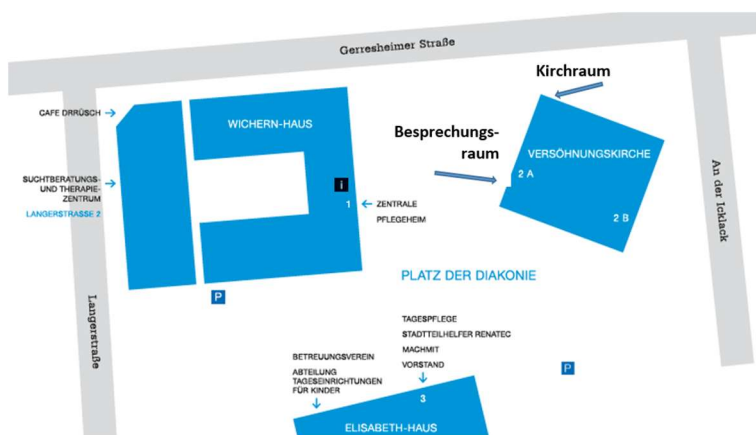 Gerresheimer Straße
Kirchraum
CAFE DRRÜSCH
WICHERN-HAUS
Besprechungs-
raum
VERSÖHNUNGSKIRCHE
2 A
2 B
An der Icklack
SUCHTBERATUNGS-
UND THERAPIE-
ZENTRUM
LANGERSTRASSE 2
i
1
ZENTRALE
PFLEGEHEIM
PLATZ DER DIAKONIE
P
Langerstraße
TAGESPFLEGE
STADTTEILHELFER RENATEC
MACHMIT
VORSTAND
BETREUUNGSVEREIN
ABTEILUNG
TAGESEINRICHTUNGEN
FÜR KINDER
P
3
ELISABETH-HAUS